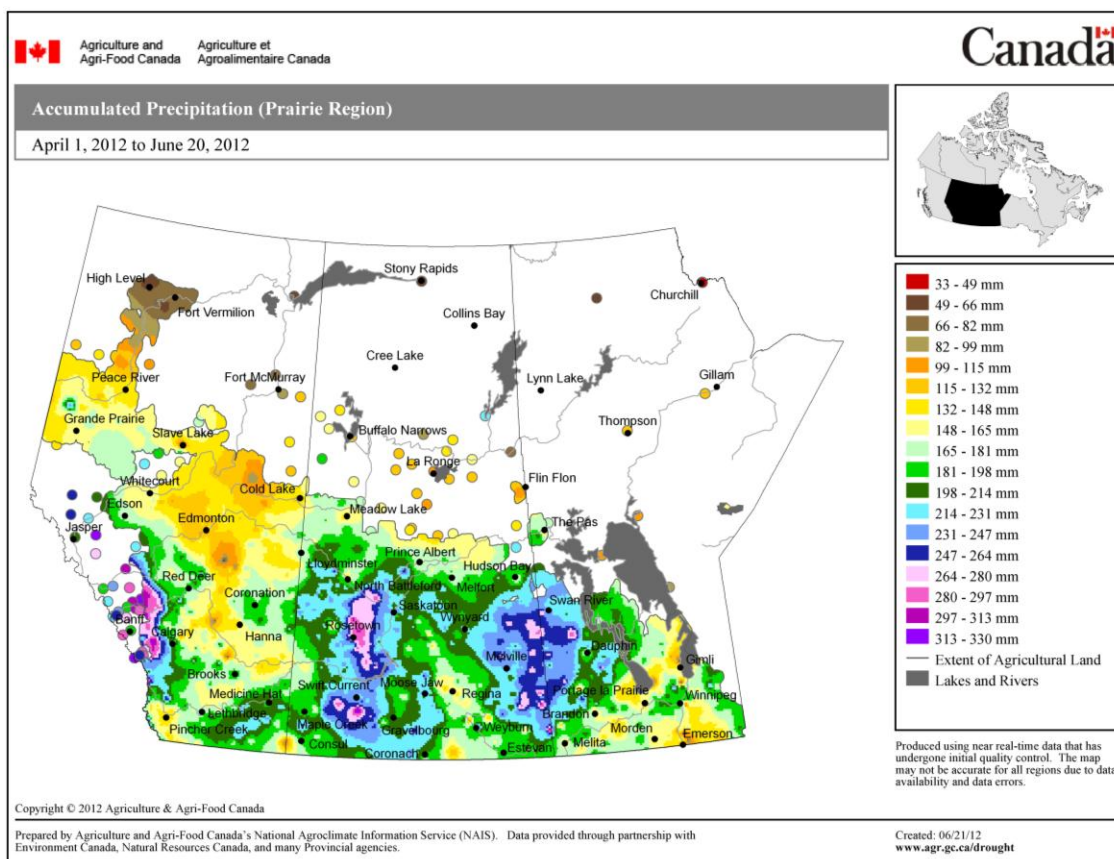 Agriculture and Agri-Food Canada
Agriculture et Agroalimentaire Canada
Canada
Accumulated Precipitation (Prairie Region)
April 1, 2012 to June 20, 2012
High Level
Fort Vermilion
Stony Rapids
Churchill
Collins Bay
Cree Lake
Peace River
Fort McMurray
Lynn Lake
Gillam
Grande Prairie
Slave Lake
Buffalo Narrows
Thompson
La Ronge
Whitecourt
Cold Lake
Flin Flon
Edson
Meadow Lake
Jasper
Edmonton
The Pas
Lloydminster
Prince Albert
Hudson Bay
Red Deer
North Battleford
Melfort
Coronation
Saskatoon
Swan River
Banff
Hanna
Rosetown
Wynyard
Calgary
Dauphin
Melville
Gimli
Brooks
Swift Current
Moose Jaw
Medicine Hat
Regina
Portage la Prairie
Winnipeg
Lethbridge
Maple Creek
Brandon
Pincher Creek
Gravelbourg
Weyburn
Morden
Emerson
Consul
Coronach
Estevan
Melita
33 - 49 mm
49 - 66 mm
66 - 82 mm
82 - 99 mm
99 - 115 mm
115 - 132 mm
132 - 148 mm
148 - 165 mm
165 - 181 mm
181 - 198 mm
198 - 214 mm
214 - 231 mm
231 - 247 mm
247 - 264 mm
264 - 280 mm
280 - 297 mm
297 - 313 mm
313 - 330 mm
Extent of Agricultural Land
Lakes and Rivers
Produced using near real-time data that has
undergone initial quality control. The map
may not be accurate for all regions due to data
availability and data errors.
Copyright © 2012 Agriculture & Agri-Food Canada
Prepared by Agriculture and Agri-Food Canada's National Agroclimate Information Service (NAIS). Data provided through partnership with
Environment Canada, Natural Resources Canada, and many Provincial agencies.
Created: 06/21/12
www.agr.gc.ca/drought